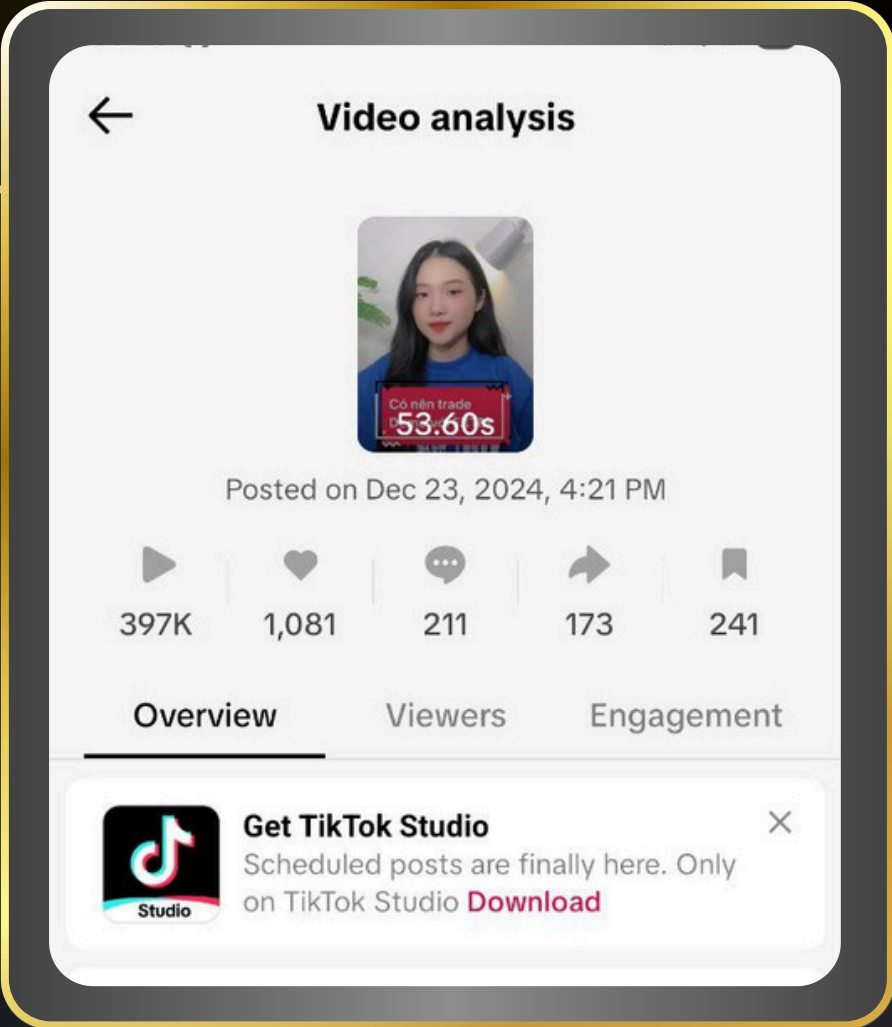 Video analysis
Có nên trade
53.60s
Posted on Dec 23, 2024, 4:21 PM
397K 1,081 211 173 241
Overview Viewers Engagement
Get TikTok Studio
Scheduled posts are finally here. Only
on TikTok Studio Download
Studio